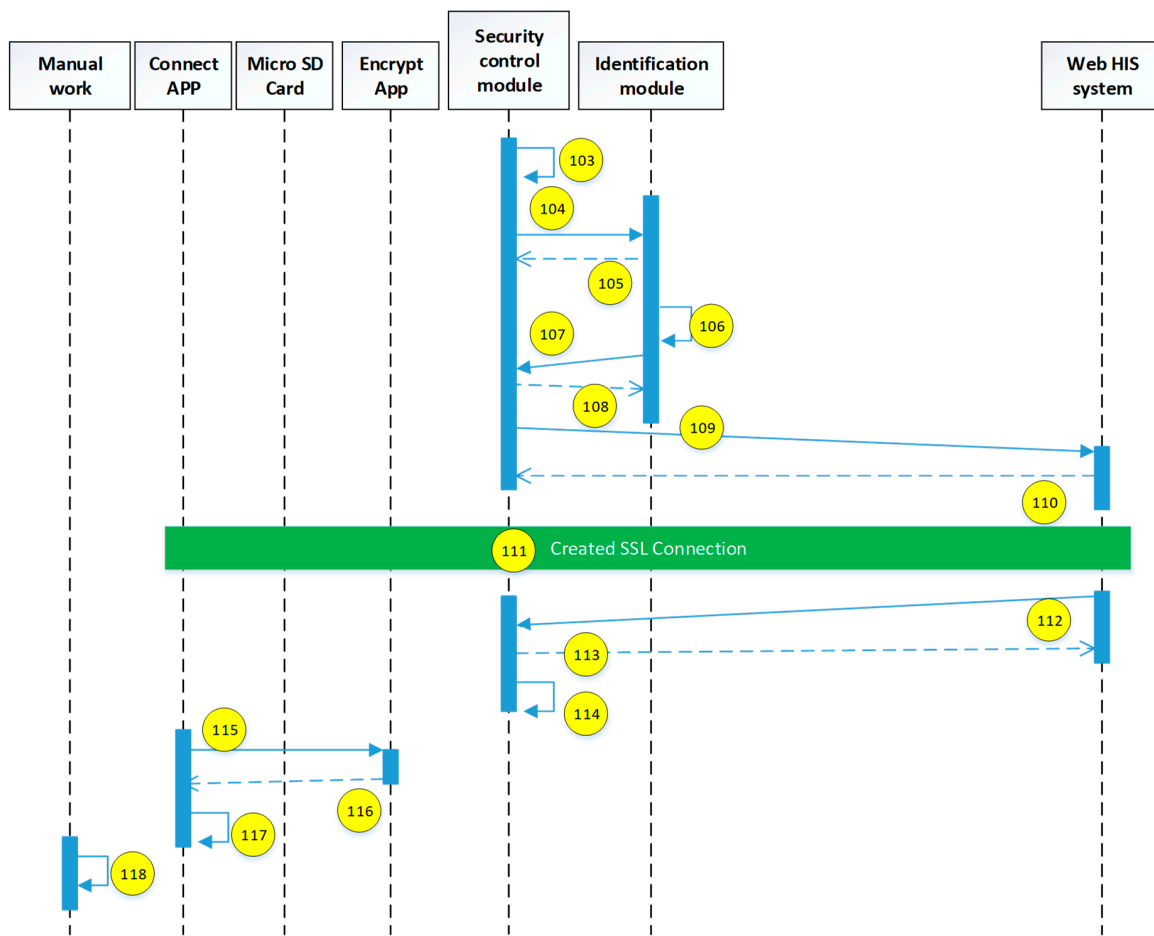 Manual
work
Connect
APP
Micro SD
Card
Encrypt
App
Security
control
module
Identification
module
Web HIS
system
103
104
105
106
107
108
109
110
111 Created SSL Connection
112
113
114
115
116
117
118